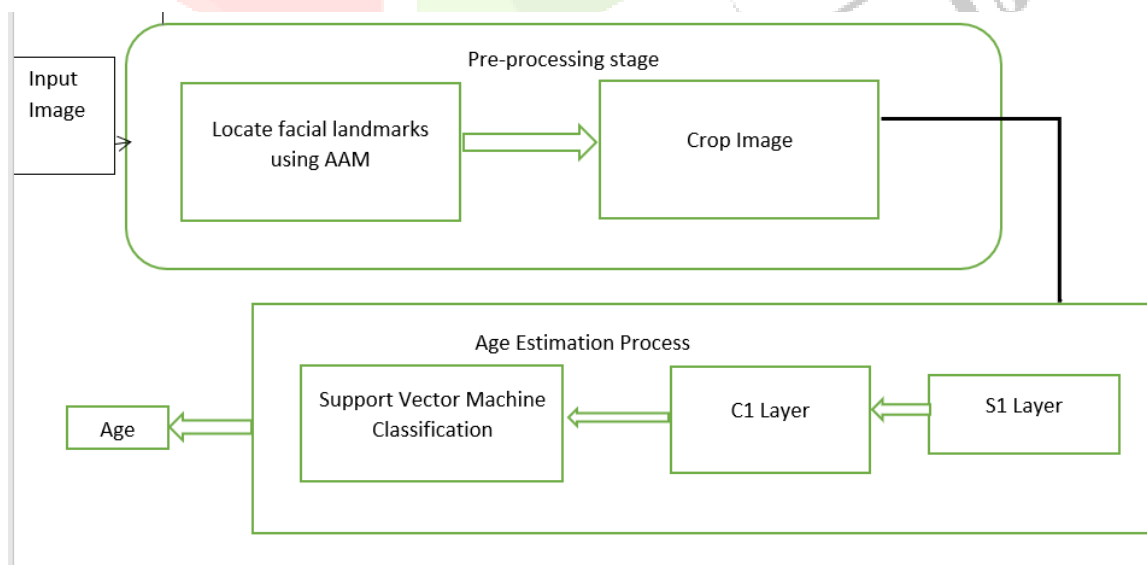 Pre-processing stage
Input
Image
Locate facial landmarks
using AAM
Crop Image
Age Estimation Process
Support Vector Machine
Classification
C1 Layer
S1 Layer
Age